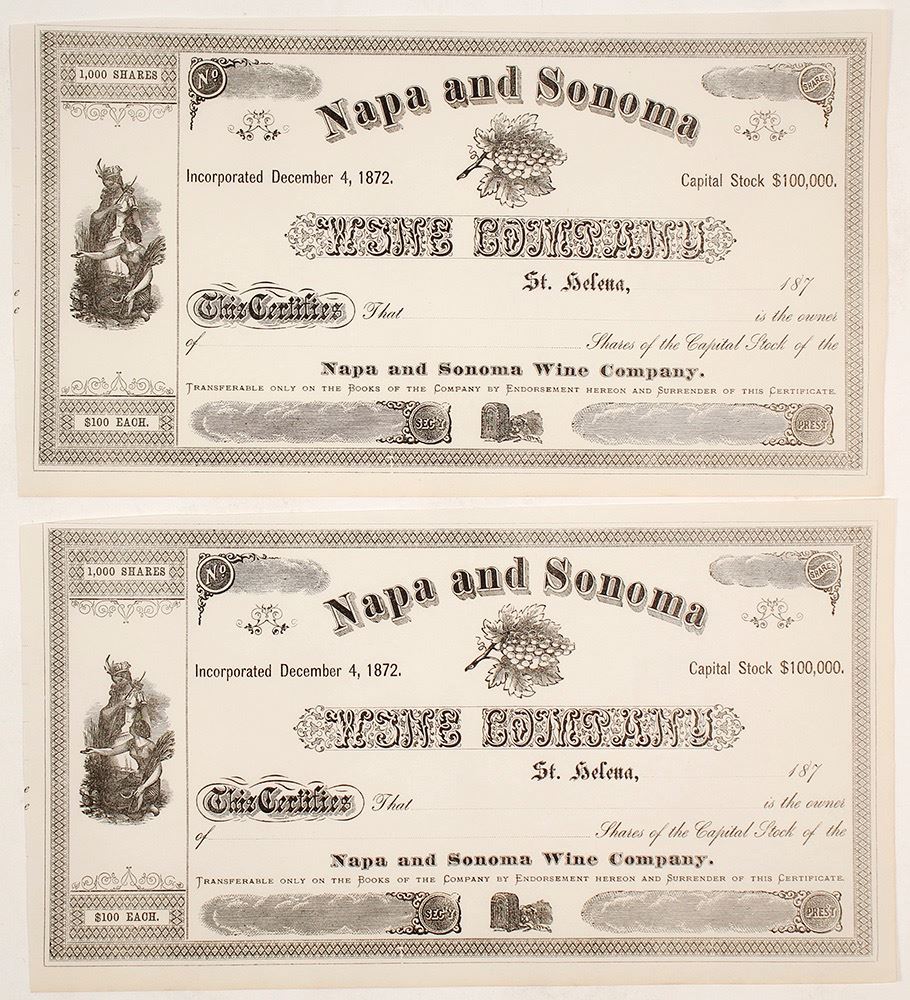 1,000 SHARES
No
SHARES
Napa and Sonoma
Incorporated December 4, 1872.
Capital Stock $100,000.
WINE COMPANY
St. Helena, 187
This Certifies That is the owner
of Shares of the Capital Stock of the
Napa and Sonoma Wine Company.
TRANSFERABLE ONLY ON THE BOOKS OF THE COMPANY BY ENDORSEMENT HEREON AND SURRENDER OF THIS CERTIFICATE.
$100 EACH.
SEC'Y
PREST
e
e
1,000 SHARES
No
SHARES
Napa and Sonoma
Incorporated December 4, 1872.
Capital Stock $100,000.
WINE COMPANY
St. Helena, 187
This Certifies That is the owner
of Shares of the Capital Stock of the
Napa and Sonoma Wine Company.
TRANSFERABLE ONLY ON THE BOOKS OF THE COMPANY BY ENDORSEMENT HEREON AND SURRENDER OF THIS CERTIFICATE.
$100 EACH.
SEC'Y
PREST
e
e